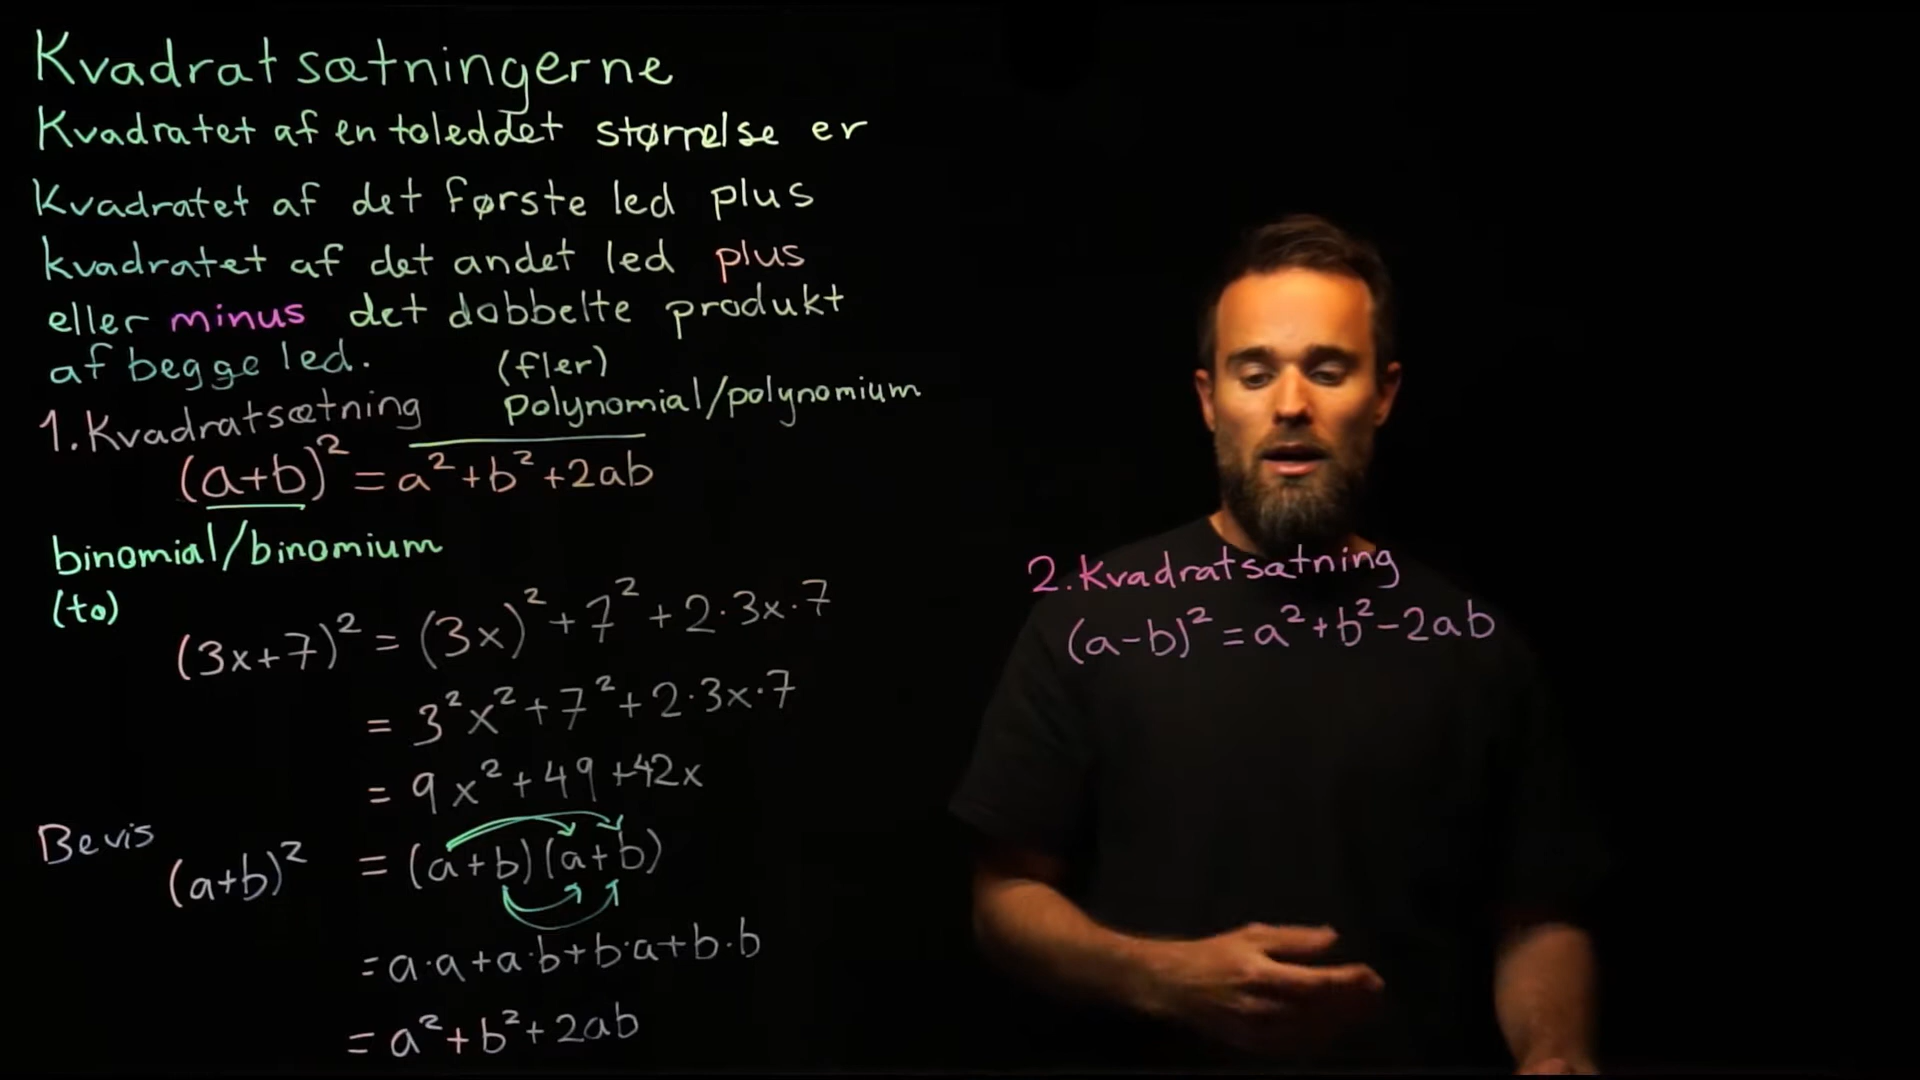 Kvadratsætningerne
Kvadratet af en toleddet størrelse er
kvadratet af det første led plus
kvadratet af det andet led plus
eller minus det dobbelte produkt
af begge led.
(fler)
polynomial/polynomium
1. Kvadratsætning
(a+b)² = a²+b²+2ab
binomial/binomium
(to)
(3x+7)² = (3x)²+7²+2·3x·7
= 3²x²+7²+2·3x·7
= 9x²+49+42x
Bevis
(a+b)² = (a+b)(a+b)
= a·a+a·b+b·a+b·b
= a²+b²+2ab
2. Kvadratsætning
(a-b)² = a²+b²-2ab